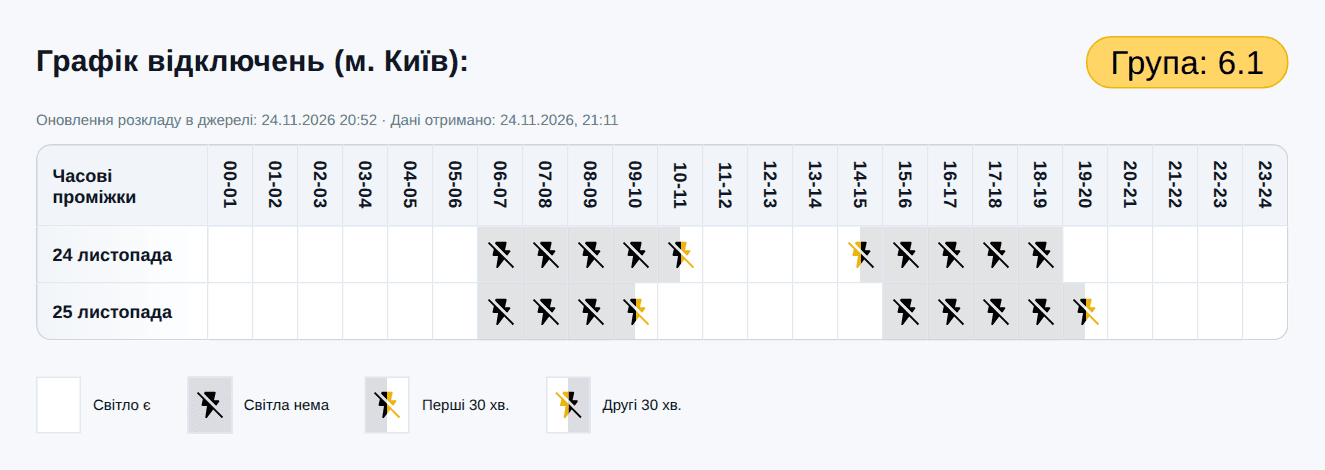 Графік відключень (м. Київ):
Група: 6.1
Оновлення розкладу в джерелі: 24.11.2026 20:52 · Дані отримано: 24.11.2026, 21:11
Часові
проміжки
00-01
01-02
02-03
03-04
04-05
05-06
06-07
07-08
08-09
09-10
10-11
11-12
12-13
13-14
14-15
15-16
16-17
17-18
18-19
19-20
20-21
21-22
22-23
23-24
24 листопада
25 листопада
Світло є
Світла нема
Перші 30 хв.
Другі 30 хв.